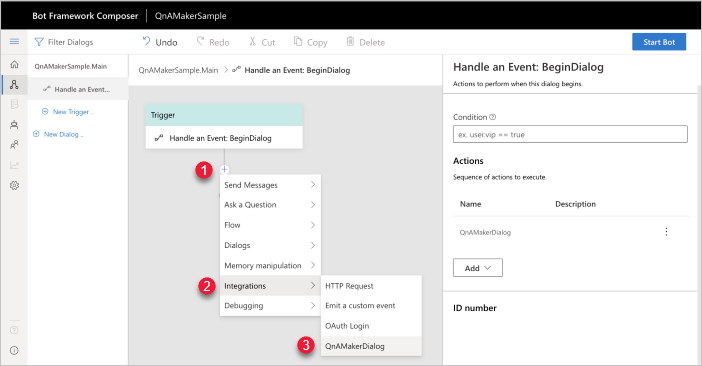 Bot Framework Composer QnAMakerSample
Filter Dialogs
Undo Redo Cut Copy Delete
Start Bot
QnAMakerSample.Main
Handle an Event...
New Trigger ..
New Dialog ..
QnAMakerSample.Main > Handle an Event: BeginDialog
Trigger
Handle an Event: BeginDialog
1
Send Messages
Ask a Question
Flow
Dialogs
Memory manipulation
2 Integrations
Debugging
HTTP Request
Emit a custom event
OAuth Login
3 QnAMakerDialog
Handle an Event: BeginDialog
Actions to perform when this dialog begins.
Condition
ex. user.vip == true
Actions
Sequence of actions to execute.
Name Description
QnAMakerDialog
Add
ID number